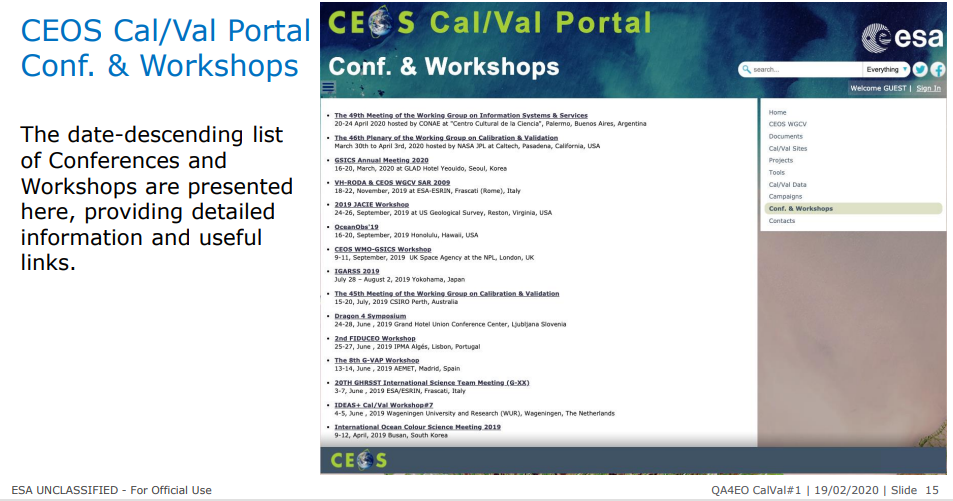 CEOS Cal/Val Portal
Conf. & Workshops
The date-descending list
of Conferences and
Workshops are presented
here, providing detailed
information and useful
links.
CEOS Cal/Val Portal
esa
Conf. & Workshops
search...
Everything
Welcome GUEST | Sign In
• The 49th Meeting of the Working Group on Information Systems & Services
20-24 April 2020 hosted by CONAE at "Centro Cultural de la Ciencia", Palermo, Buenos Aires, Argentina
• The 46th Plenary of the Working Group on Calibration & Validation
March 30th to April 3rd, 2020 hosted by NASA JPL at Caltech, Pasadena, California, USA
• GSICS Annual Meeting 2020
16-20, March, 2020 at GLAD Hotel Yeouido, Seoul, Korea
• VH-RODA & CEOS WGCV SAR 2009
18-22, November, 2019 at ESA-ESRIN, Frascati (Rome), Italy
• 2019 JACIE Workshop
24-26, September, 2019 at US Geological Survey, Reston, Virginia, USA
• OceanObs'19
16-20, September, 2019 Honolulu, Hawaii, USA
• CEOS WMO-GSICS Workshop
9-11, September, 2019 UK Space Agency at the NPL, London, UK
• IGARSS 2019
July 28 – August 2, 2019 Yokohama, Japan
• The 45th Meeting of the Working Group on Calibration & Validation
15-20, July, 2019 CSIRO Perth, Australia
• Dragon 4 Symposium
24-28, June , 2019 Grand Hotel Union Conference Center, Ljubljana Slovenia
• 2nd FIDUCEO Workshop
25-27, June , 2019 IPMA Algés, Lisbon, Portugal
• The 8th G-VAP Workshop
13-14, June , 2019 AEMET, Madrid, Spain
• 20TH GHRSST International Science Team Meeting (G-XX)
3-7, June , 2019 ESA/ESRIN, Frascati, Italy
• IDEAS+ Cal/Val Workshop#7
4-5, June , 2019 Wageningen University and Research (WUR), Wageningen, The Netherlands
• International Ocean Colour Science Meeting 2019
9-12, April, 2019 Busan, South Korea
Home
CEOS WGCV
Documents
Cal/Val Sites
Projects
Tools
Cal/Val Data
Campaigns
Conf. & Workshops
Contacts
CEOS
ESA UNCLASSIFIED - For Official Use
QA4EO CalVal#1 | 19/02/2020 | Slide 15